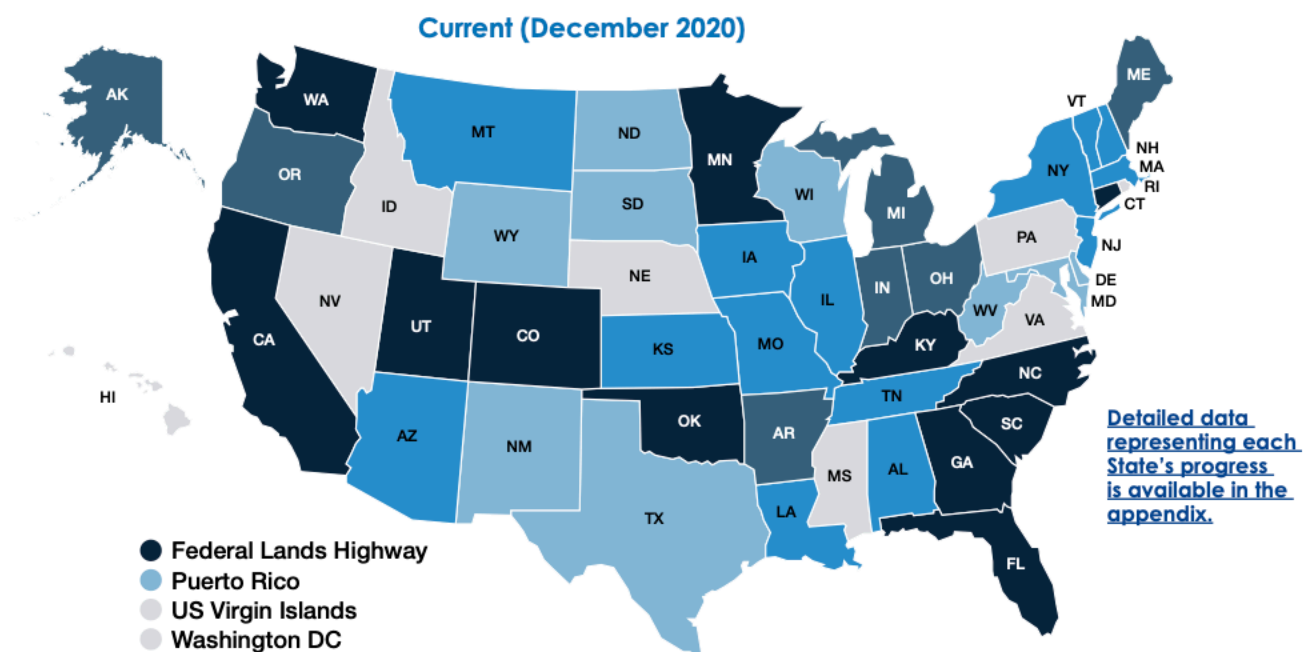 Current (December 2020)
ME
AK
WA
VT
MT
ND
MN
NH
MA
OR
NY
RI
ID
SD
WI
CT
MI
WY
PA
NJ
IA
NE
OH
DE
IN
MD
NV
IL
WV
UT
CO
VA
CA
KS
MO
KY
HI
NC
TN
OK
AZ
NM
AR
SC
GA
MS
AL
LA
TX
FL
Detailed data
representing each
State's progress
is available in the
appendix.
Federal Lands Highway
Puerto Rico
US Virgin Islands
Washington DC